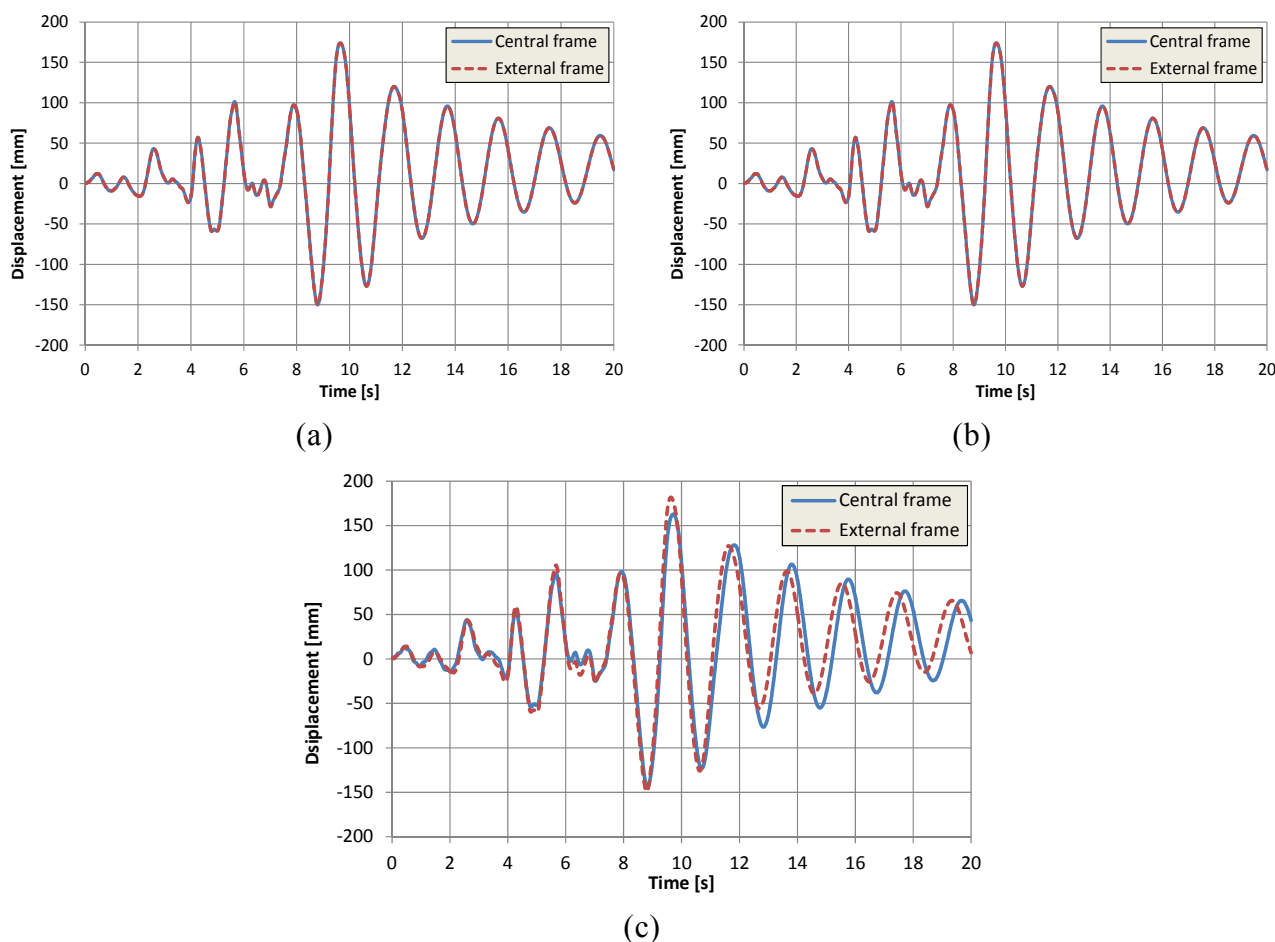 200
150
100
50
0
-50
-100
-150
-200
Displacement [mm]
Central frame
External frame
0 2 4 6 8 10 12 14 16 18 20
Time [s]
(a)
200
150
100
50
0
-50
-100
-150
-200
Displacement [mm]
Central frame
External frame
0 2 4 6 8 10 12 14 16 18 20
Time [s]
(b)
200
150
100
50
0
-50
-100
-150
-200
Dsiplacement [mm]
Central frame
External frame
0 2 4 6 8 10 12 14 16 18 20
Time [s]
(c)